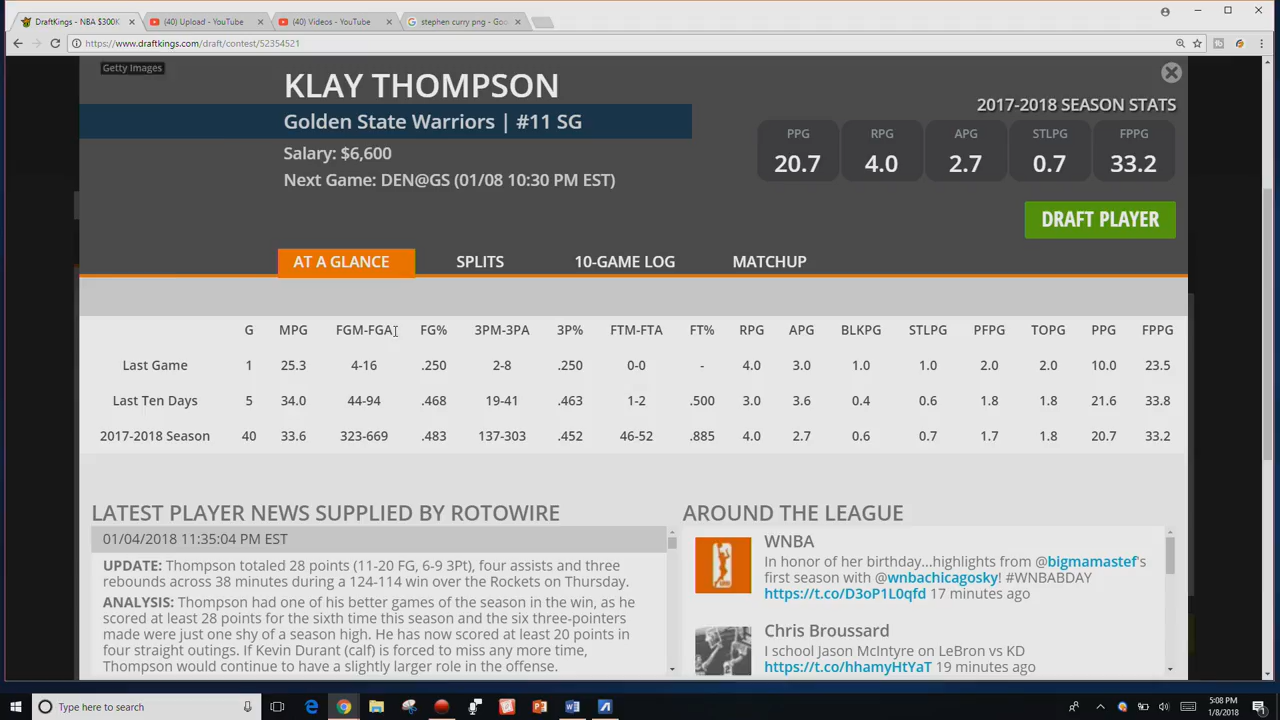 DraftKings - NBA $300K
(40) Upload - YouTube
(40) Videos - YouTube
stephen curry png - Goo
https://www.draftkings.com/draft/contest/52354521
Getty Images
KLAY THOMPSON
Golden State Warriors | #11 SG
Salary: $6,600
Next Game: DEN@GS (01/08 10:30 PM EST)
2017-2018 SEASON STATS
PPG RPG APG STLPG FPPG
20.7 4.0 2.7 0.7 33.2
DRAFT PLAYER
AT A GLANCE SPLITS 10-GAME LOG MATCHUP
G MPG FGM-FGA FG% 3PM-3PA 3P% FTM-FTA FT% RPG APG BLKPG STLPG PFPG TOPG PPG FPPG
Last Game 1 25.3 4-16 .250 2-8 .250 0-0 - 4.0 3.0 1.0 1.0 2.0 2.0 10.0 23.5
Last Ten Days 5 34.0 44-94 .468 19-41 .463 1-2 .500 3.0 3.6 0.4 0.6 1.8 1.8 21.6 33.8
2017-2018 Season 40 33.6 323-669 .483 137-303 .452 46-52 .885 4.0 2.7 0.6 0.7 1.7 1.8 20.7 33.2
LATEST PLAYER NEWS SUPPLIED BY ROTOWIRE
01/04/2018 11:35:04 PM EST
UPDATE: Thompson totaled 28 points (11-20 FG, 6-9 3Pt), four assists and three
rebounds across 38 minutes during a 124-114 win over the Rockets on Thursday.
ANALYSIS: Thompson had one of his better games of the season in the win, as he
scored at least 28 points for the sixth time this season and the six three-pointers
made were just one shy of a season high. He has now scored at least 20 points in
four straight outings. If Kevin Durant (calf) is forced to miss any more time,
Thompson would continue to have a slightly larger role in the offense.
AROUND THE LEAGUE
WNBA
In honor of her birthday...highlights from @bigmamastef's
first season with @wnbachicagosky! #WNBABDAY
https://t.co/D3oP1L0qfd 17 minutes ago
Chris Broussard
I school Jason McIntyre on LeBron vs KD
https://t.co/hhamyHtYaT 19 minutes ago
Type here to search
5:08 PM
1/8/2018